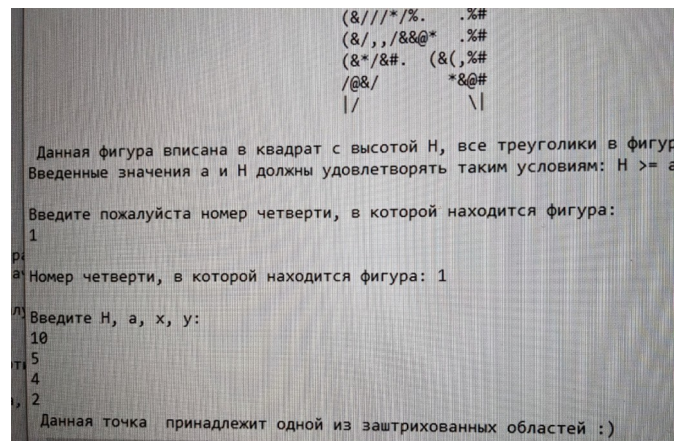 (&///*/%.    .%#
(&/,,/&&@*  .%#
(&*/&#.  (&(,%#
/@&/       *&@#
|/          \|
Данная фигура вписана в квадрат с высотой H, все треуголики в фигур
Введенные значения а и H должны удовлетворять таким условиям: H >= a
Введите пожалуйста номер четверти, в которой находится фигура:
1
Номер четверти, в которой находится фигура: 1
Введите H, a, x, y:
10
5
4
2
Данная точка  принадлежит одной из заштрихованных областей :)